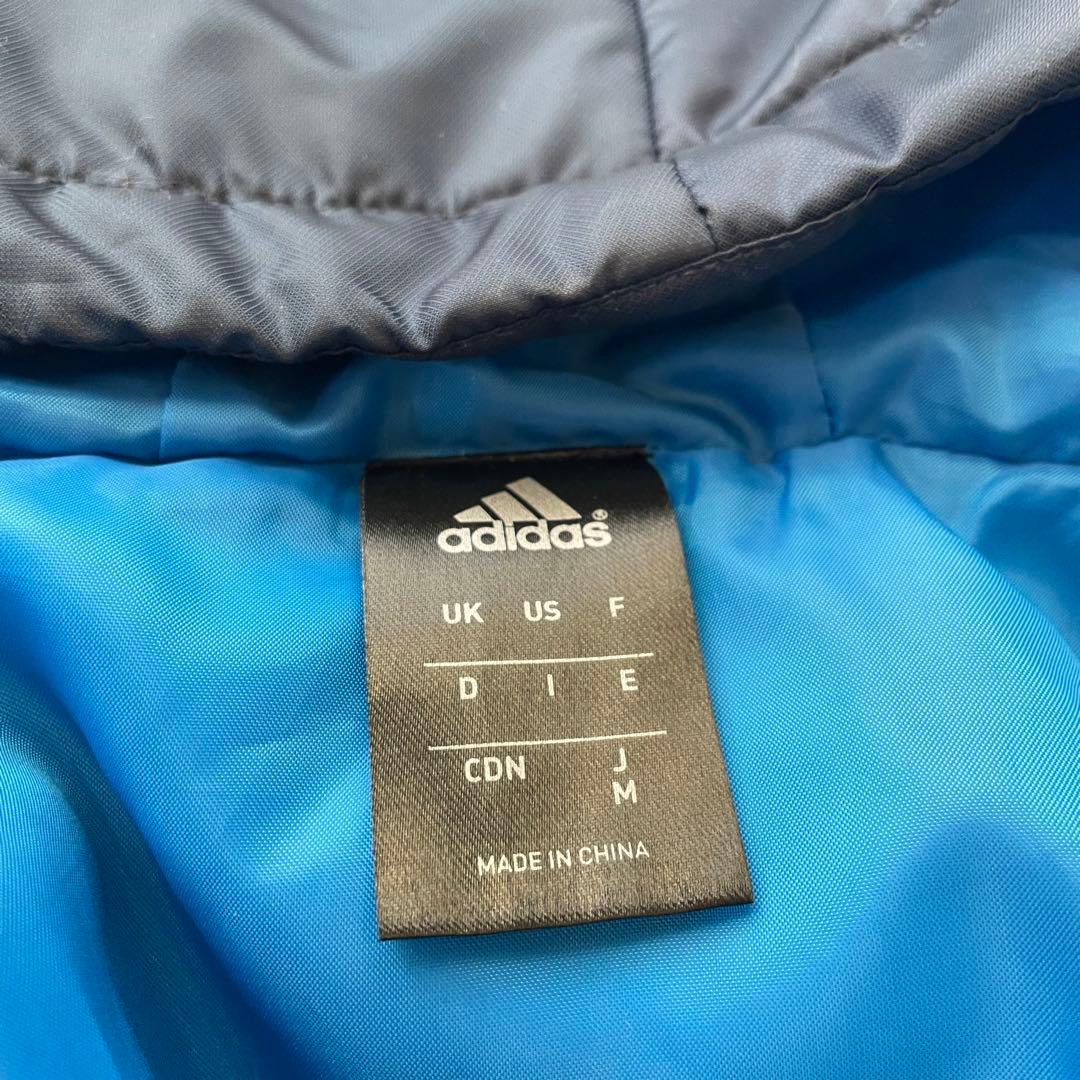 adidas®
UK US F
D I E
CDN J
M
MADE IN CHINA